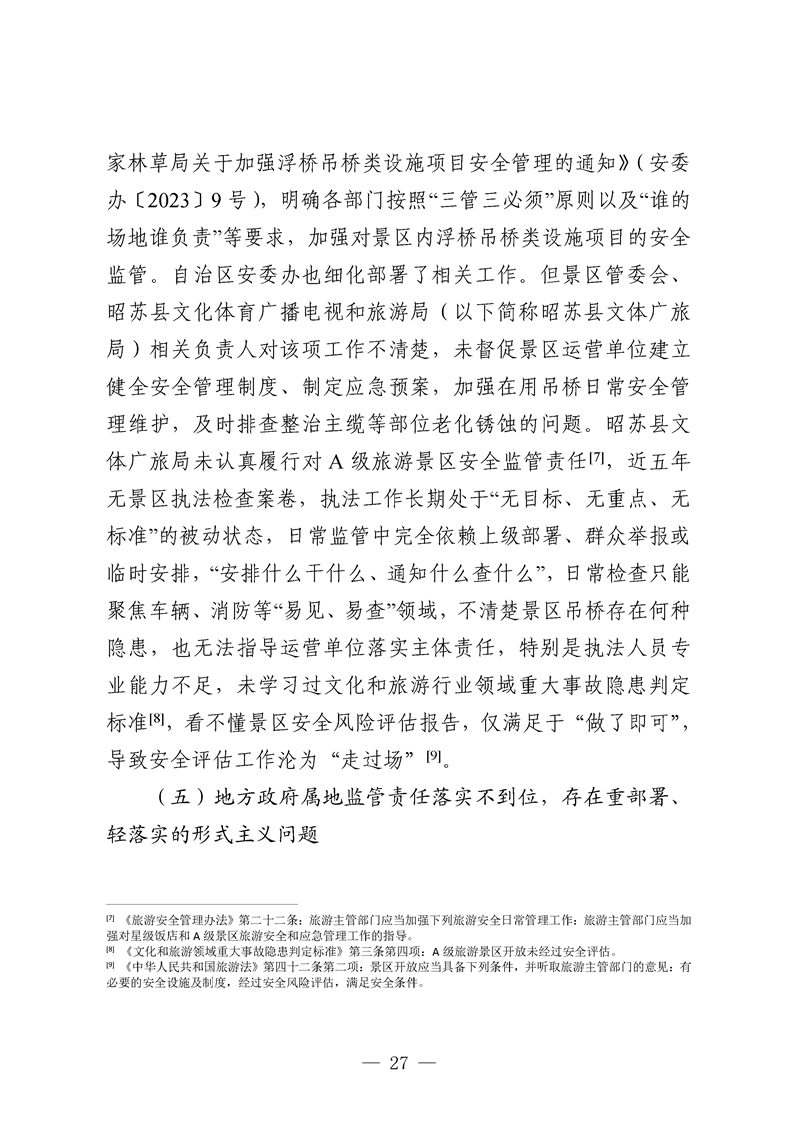 家林草局关于加强浮桥吊桥类设施项目安全管理的通知》（安委
办〔2023〕9 号），明确各部门按照“三管三必须”原则以及“谁的
场地谁负责”等要求，加强对景区内浮桥吊桥类设施项目的安全
监管。自治区安委办也细化部署了相关工作。但景区管委会、
昭苏县文化体育广播电视和旅游局（以下简称昭苏县文体广旅
局）相关负责人对该项工作不清楚，未督促景区运营单位建立
健全安全管理制度、制定应急预案，加强在用吊桥日常安全管
理维护，及时排查整治主缆等部位老化锈蚀的问题。昭苏县文
体广旅局未认真履行对 A 级旅游景区安全监管责任[7]，近五年
无景区执法检查案卷，执法工作长期处于“无目标、无重点、无
标准”的被动状态，日常监管中完全依赖上级部署、群众举报或
临时安排，“安排什么干什么、通知什么查什么”，日常检查只能
聚焦车辆、消防等“易见、易查”领域，不清楚景区吊桥存在何种
隐患，也无法指导运营单位落实主体责任，特别是执法人员专
业能力不足，未学习过文化和旅游行业领域重大事故隐患判定
标准[8]，看不懂景区安全风险评估报告，仅满足于“做了即可”，
导致安全评估工作沦为“走过场”[9]。
（五）地方政府属地监管责任落实不到位，存在重部署、
轻落实的形式主义问题
[7] 《旅游安全管理办法》第二十二条：旅游主管部门应当加强下列旅游安全日常管理工作：旅游主管部门应当加
强对星级饭店和 A 级景区旅游安全和应急管理工作的指导。
[8] 《文化和旅游领域重大事故隐患判定标准》第三条第四项：A 级旅游景区开放未经过安全评估。
[9] 《中华人民共和国旅游法》第四十二条第二项：景区开放应当具备下列条件，并听取旅游主管部门的意见：有
必要的安全设施及制度，经过安全风险评估，满足安全条件。
— 27 —